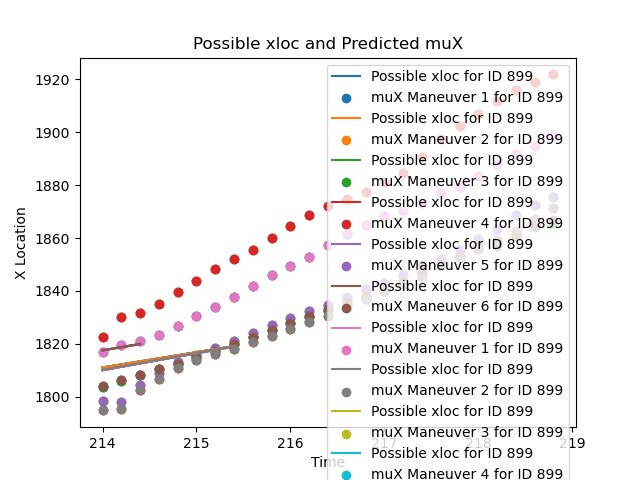 Possible xloc and Predicted muX
1920
1900
1880
1860
1840
1820
1800
X Location
214
215
216
217
218
219
Time
Possible xloc for ID 899
muX Maneuver 1 for ID 899
Possible xloc for ID 899
muX Maneuver 2 for ID 899
Possible xloc for ID 899
muX Maneuver 3 for ID 899
Possible xloc for ID 899
muX Maneuver 4 for ID 899
Possible xloc for ID 899
muX Maneuver 5 for ID 899
Possible xloc for ID 899
muX Maneuver 6 for ID 899
Possible xloc for ID 899
muX Maneuver 1 for ID 899
Possible xloc for ID 899
muX Maneuver 2 for ID 899
Possible xloc for ID 899
muX Maneuver 3 for ID 899
Possible xloc for ID 899
muX Maneuver 4 for ID 899